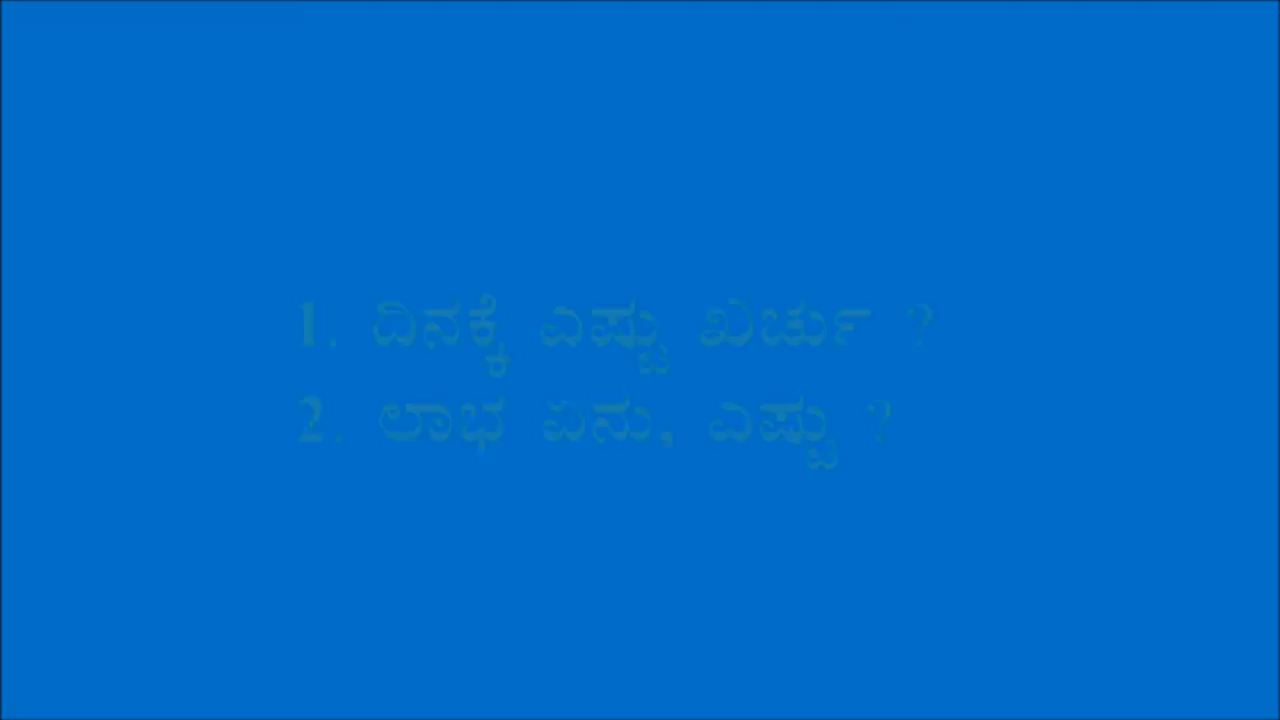 1. ದಿನಕ್ಕೆ ಎಷ್ಟು ಖರ್ಚು ?
2. ಲಾಭ ಏನು, ಎಷ್ಟು ?